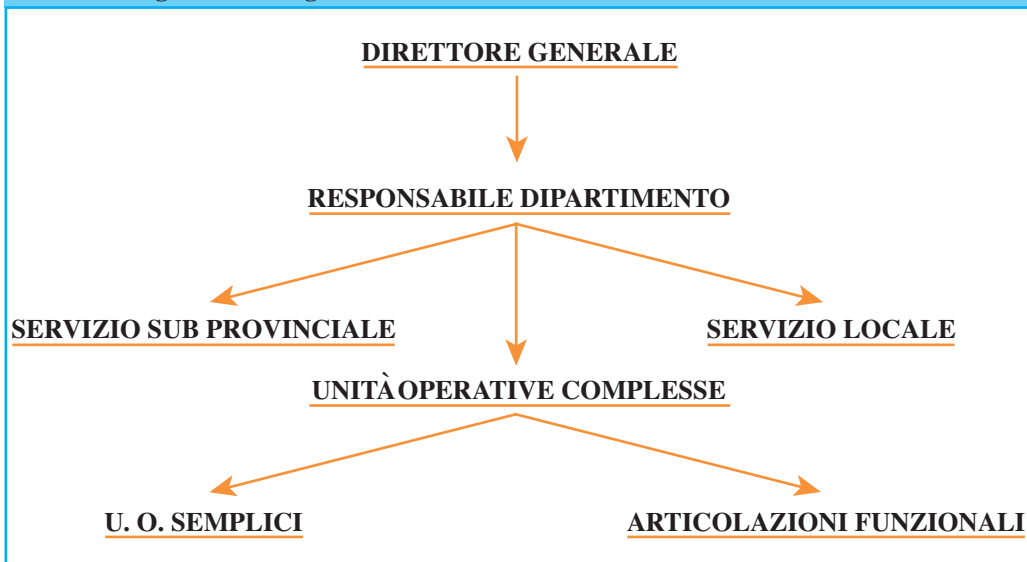 DIRETTORE GENERALE
RESPONSABILE DIPARTIMENTO
SERVIZIO SUB PROVINCIALE
SERVIZIO LOCALE
UNITÀ OPERATIVE COMPLESSE
U. O. SEMPLICI
ARTICOLAZIONI FUNZIONALI